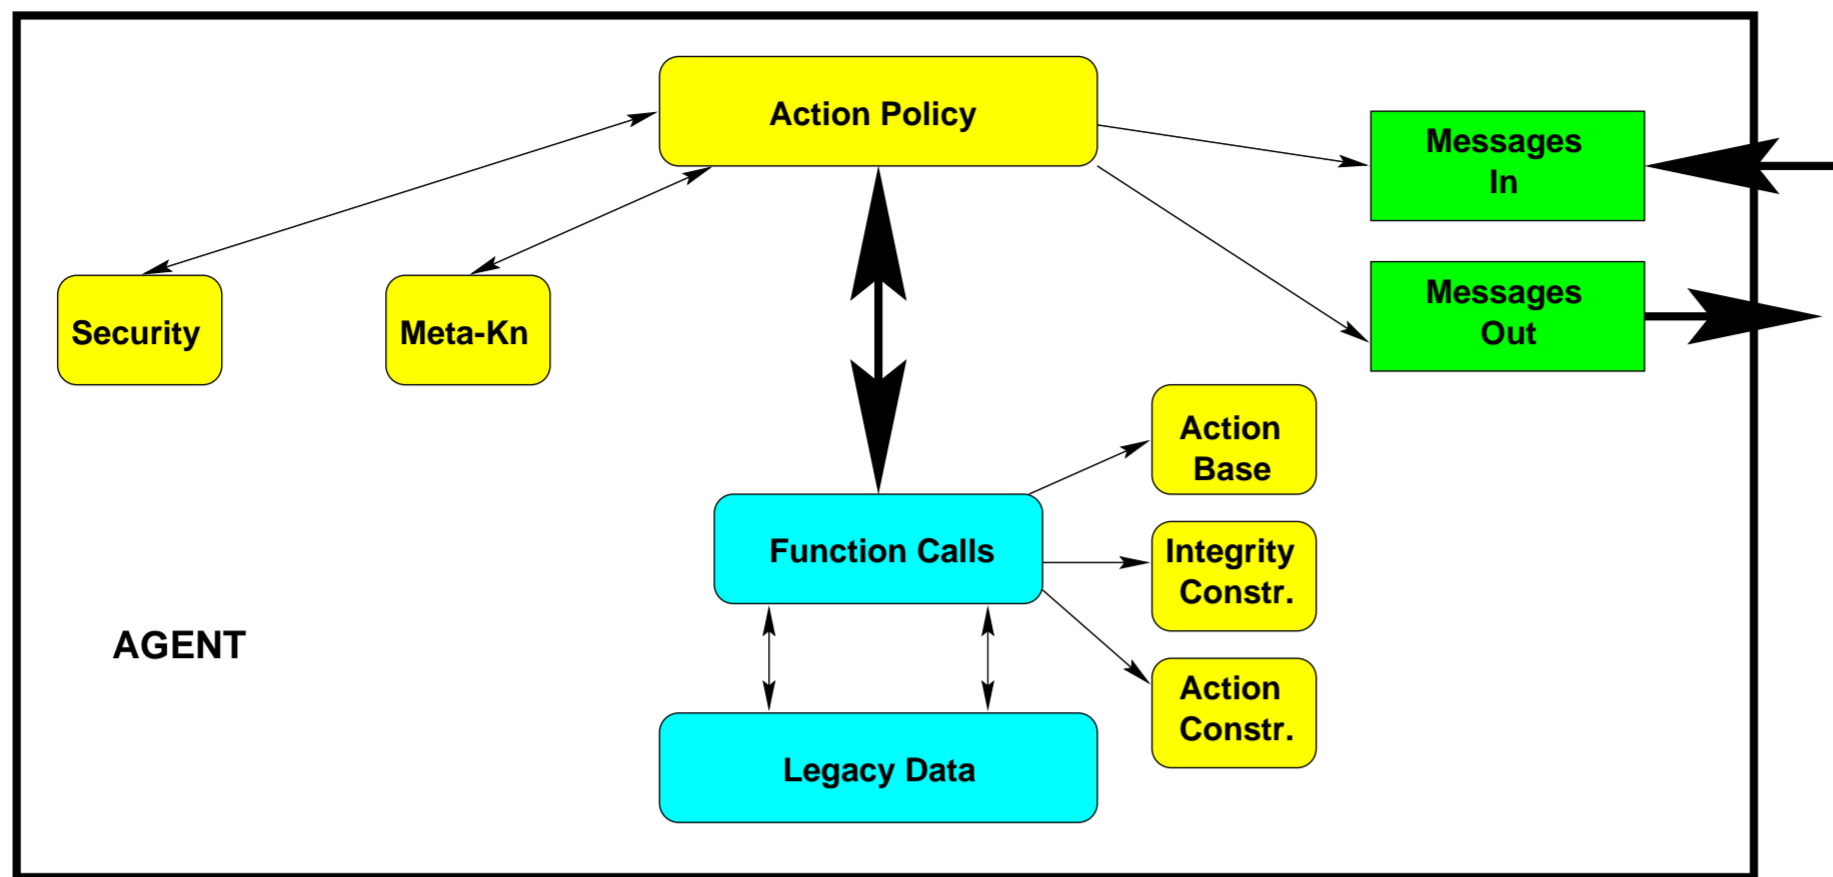 Action Policy
Messages
In
Messages
Out
Security
Meta-Kn
Action
Base
Function Calls
Integrity
Constr.
AGENT
Action
Constr.
Legacy Data